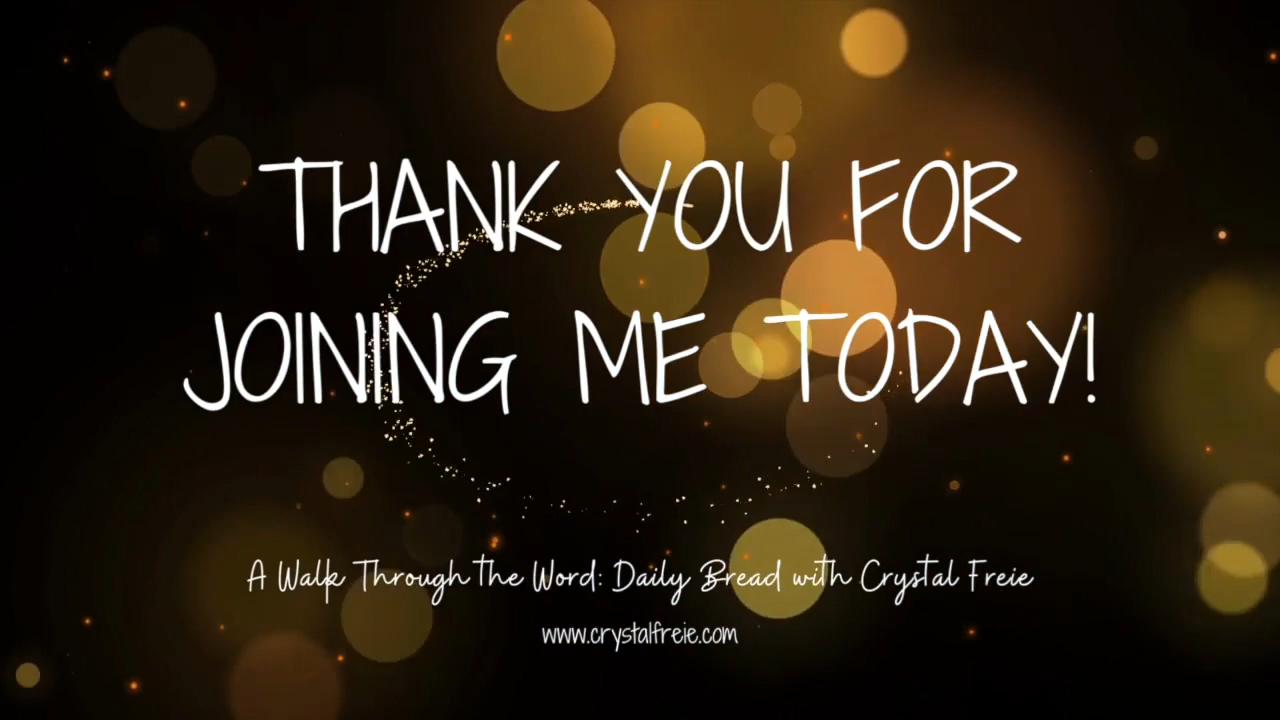 THANK YOU FOR
JOINING ME TODAY!
A Walk Through the Word: Daily Bread with Crystal Freie
www.crystalfreie.com